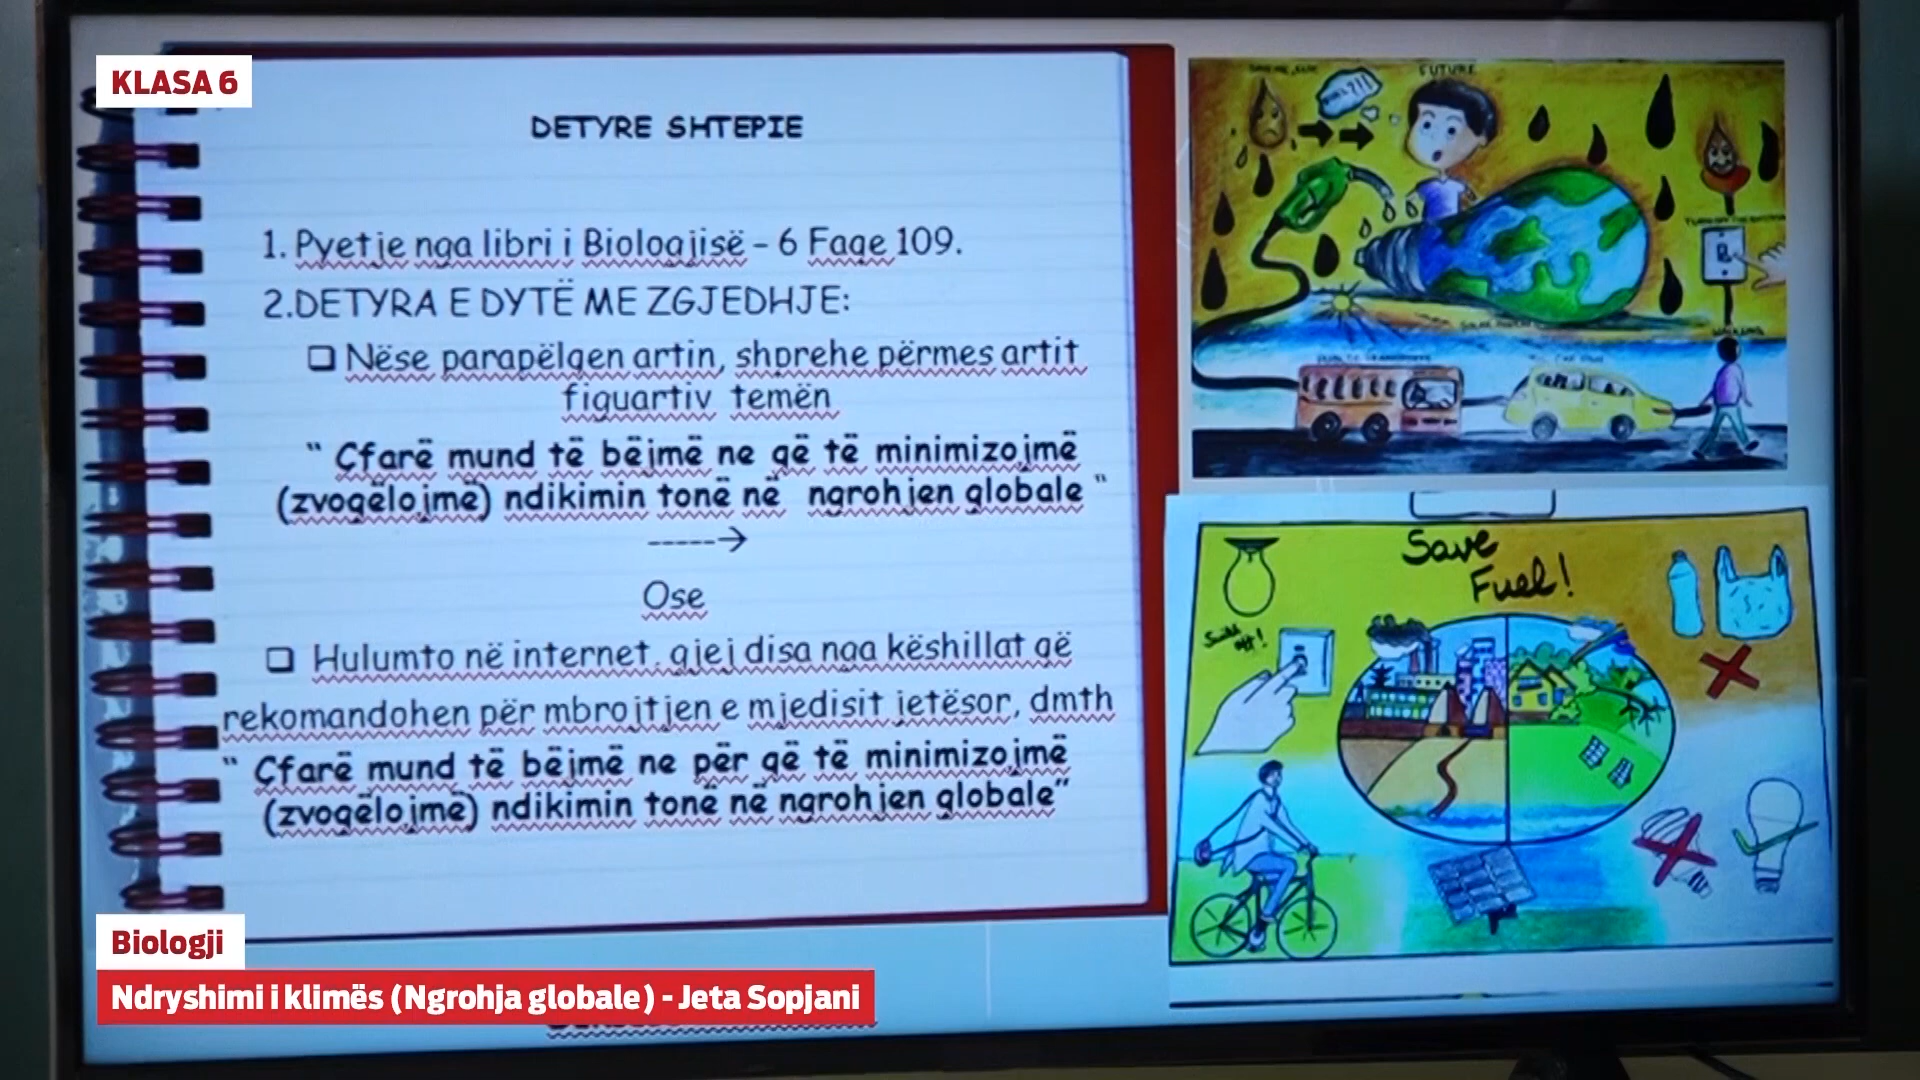 KLASA 6
DETYRE SHTEPIE
1. Pyetje nga libri i Biologjisë – 6 Faqe 109.
2.DETYRA E DYTË ME ZGJEDHJE:
Nëse parapëlqen artin, shprehe përmes artit
figuartiv temën
“ Çfarë mund të bëjmë ne që të minimizojmë
(zvogëlojmë) ndikimin tonë në ngrohjen globale “
Ose
Hulumto në internet, gjej disa nga këshillat që
rekomandohen për mbrojtjen e mjedisit jetësor, dmth
“ Çfarë mund të bëjmë ne për që të minimizojmë
(zvogëlojmë) ndikimin tonë në ngrohjen globale”
FUTURE
WALKING
Save
Fuel!
Biologji
Ndryshimi i klimës (Ngrohja globale) - Jeta Sopjani